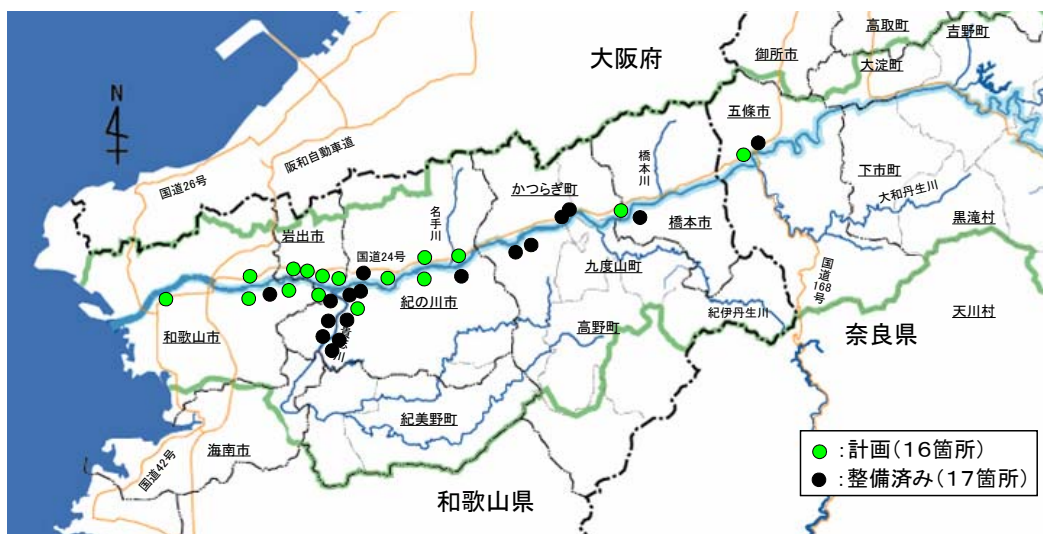 高取町
吉野町
御所市
大淀町
大阪府
N
五條市
阪和自動車道
橋本川
国道26号
下市町
かつらぎ町
大和丹生川
名手川
黒滝村
岩出市
橋本市
国道24号
九度山町
国道168号
紀の川市
紀伊丹生川
天川村
和歌山市
高野町
奈良県
紀美野町
海南市
国道42号
和歌山県
:計画(16箇所)
:整備済み(17箇所)